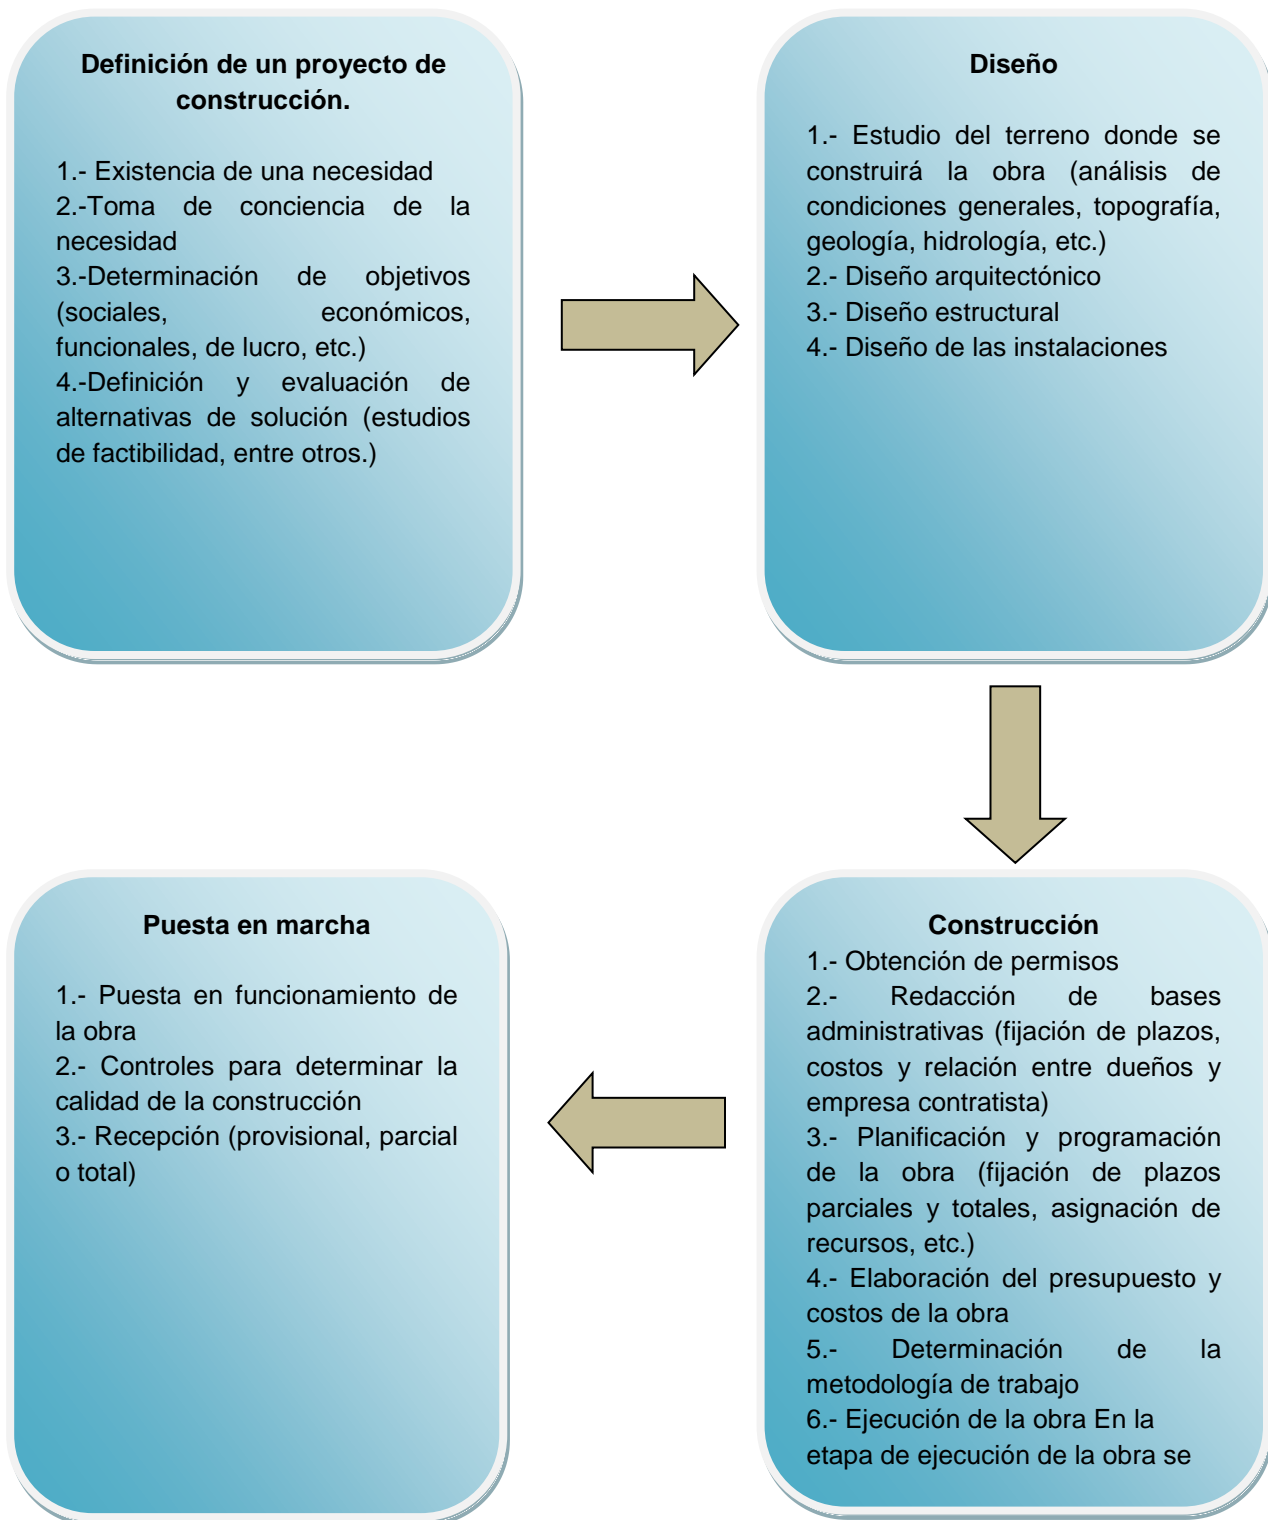 Definición de un proyecto de
construcción.
1.- Existencia de una necesidad
2.-Toma de conciencia de la
necesidad
3.-Determinación de objetivos
(sociales, económicos,
funcionales, de lucro, etc.)
4.-Definición y evaluación de
alternativas de solución (estudios
de factibilidad, entre otros.)
Diseño
1.- Estudio del terreno donde se
construirá la obra (análisis de
condiciones generales, topografía,
geología, hidrología, etc.)
2.- Diseño arquitectónico
3.- Diseño estructural
4.- Diseño de las instalaciones
Construcción
1.- Obtención de permisos
2.- Redacción de bases
administrativas (fijación de plazos,
costos y relación entre dueños y
empresa contratista)
3.- Planificación y programación
de la obra (fijación de plazos
parciales y totales, asignación de
recursos, etc.)
4.- Elaboración del presupuesto y
costos de la obra
5.- Determinación de la
metodología de trabajo
6.- Ejecución de la obra En la
etapa de ejecución de la obra se
Puesta en marcha
1.- Puesta en funcionamiento de
la obra
2.- Controles para determinar la
calidad de la construcción
3.- Recepción (provisional, parcial
o total)